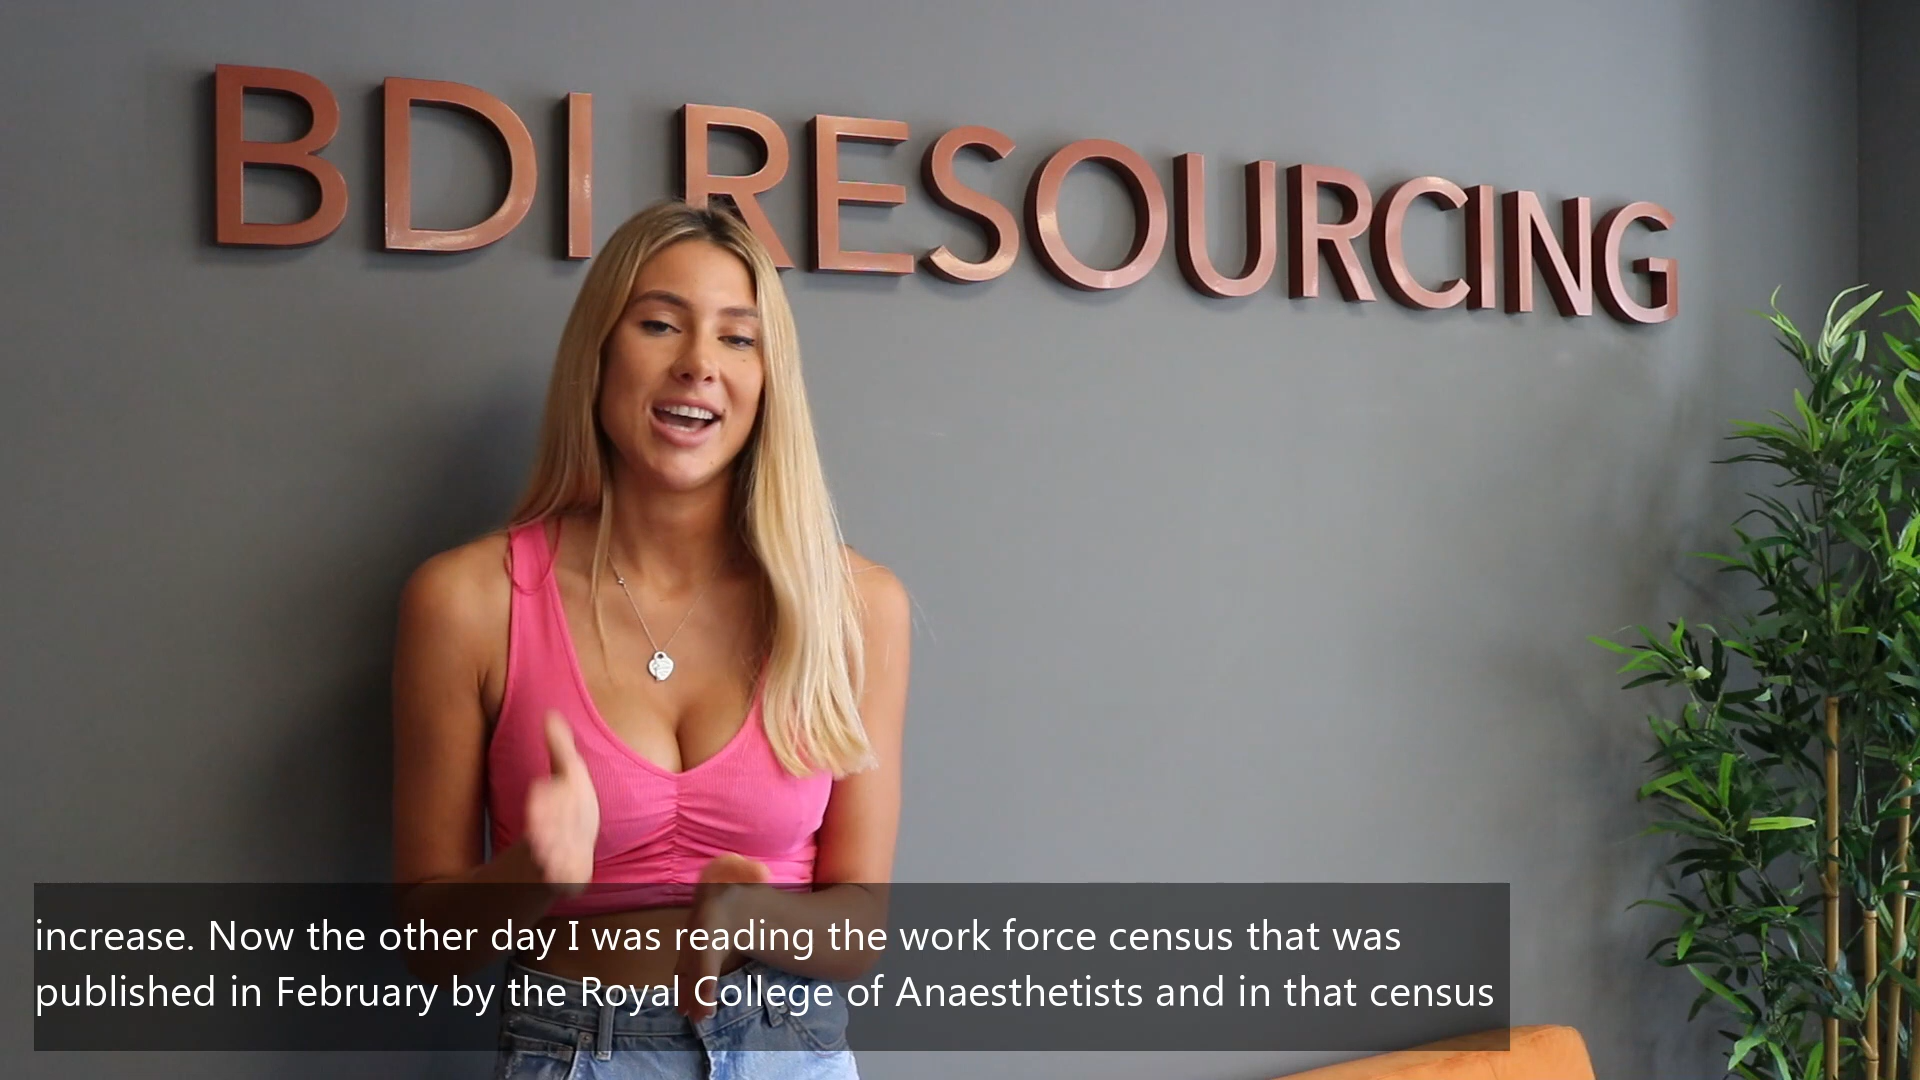 BDI RESOURCING
increase. Now the other day I was reading the work force census that was
published in February by the Royal College of Anaesthetists and in that census